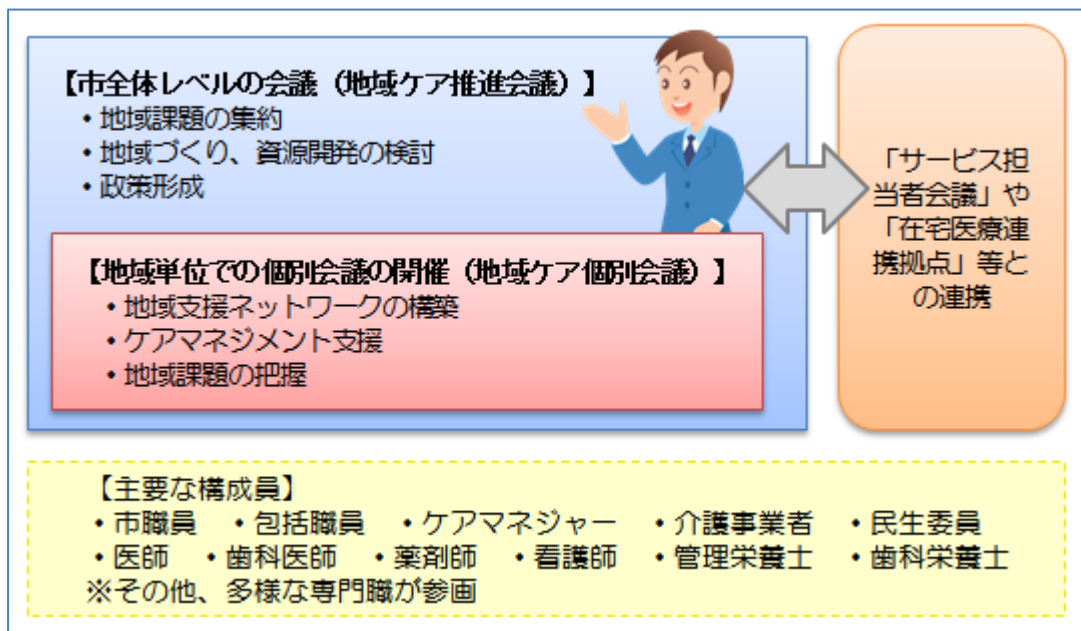 【市全体レベルの会議（地域ケア推進会議）】
・地域課題の集約
・地域づくり、資源開発の検討
・政策形成
【地域単位での個別会議の開催（地域ケア個別会議）】
・地域支援ネットワークの構築
・ケアマネジメント支援
・地域課題の把握
「サービス担
当者会議」や
「在宅医療連
携拠点」等と
の連携
【主要な構成員】
・市職員　・包括職員　・ケアマネジャー　・介護事業者　・民生委員
・医師　・歯科医師　・薬剤師　・看護師　・管理栄養士　・歯科栄養士
※その他、多様な専門職が参画